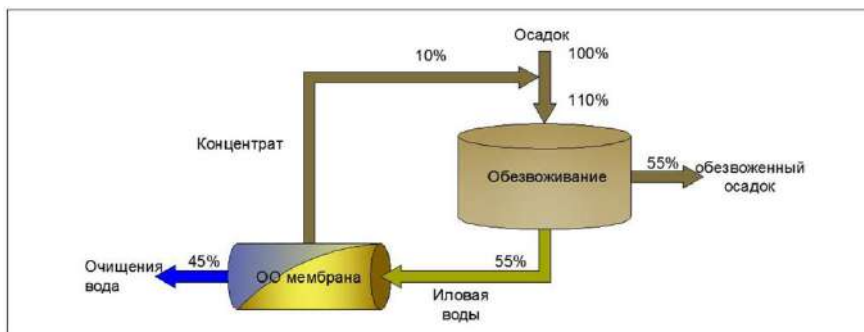 Осадок
10%
100%
110%
Концентрат
Обезвоживание
55%
обезвоженный
осадок
Очищения
вода
45%
ОО мембрана
55%
Иловая
воды